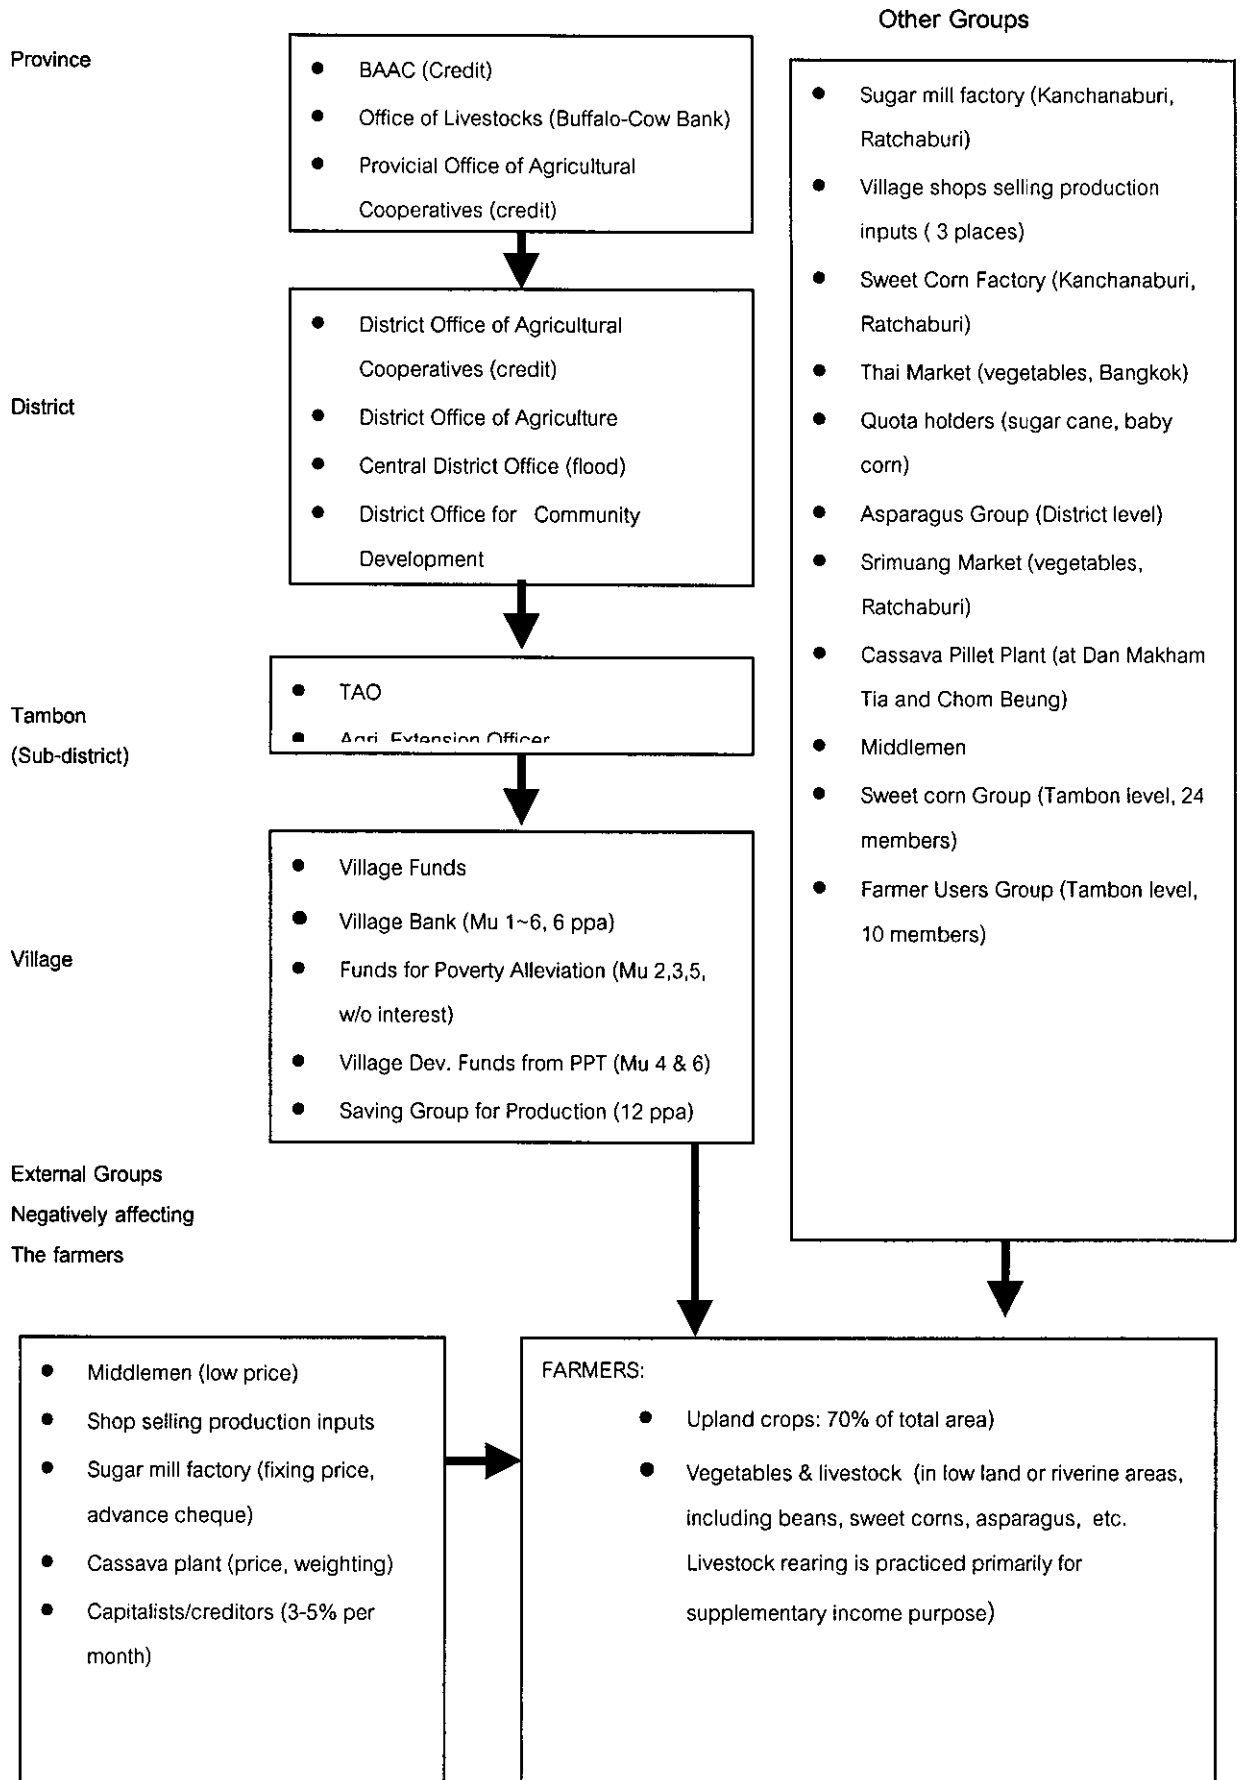 Other Groups
Province
● BAAC (Credit)
● Office of Livestocks (Buffalo-Cow Bank)
● Provicial Office of Agricultural
Cooperatives (credit)
District
● District Office of Agricultural
Cooperatives (credit)
● District Office of Agriculture
● Central District Office (flood)
● District Office for Community
Development
Tambon
(Sub-district)
● TAO
● Agri. Extension Officer
Village
● Village Funds
● Village Bank (Mu 1~6, 6 ppa)
● Funds for Poverty Alleviation (Mu 2,3,5,
w/o interest)
● Village Dev. Funds from PPT (Mu 4 & 6)
● Saving Group for Production (12 ppa)
● Sugar mill factory (Kanchanaburi,
Ratchaburi)
● Village shops selling production
inputs ( 3 places)
● Sweet Corn Factory (Kanchanaburi,
Ratchaburi)
● Thai Market (vegetables, Bangkok)
● Quota holders (sugar cane, baby
corn)
● Asparagus Group (District level)
● Srimuang Market (vegetables,
Ratchaburi)
● Cassava Pillet Plant (at Dan Makham
Tia and Chom Beung)
● Middlemen
● Sweet corn Group (Tambon level, 24
members)
● Farmer Users Group (Tambon level,
10 members)
External Groups
Negatively affecting
The farmers
● Middlemen (low price)
● Shop selling production inputs
● Sugar mill factory (fixing price,
advance cheque)
● Cassava plant (price, weighting)
● Capitalists/creditors (3-5% per
month)
FARMERS:
● Upland crops: 70% of total area)
● Vegetables & livestock (in low land or riverine areas,
including beans, sweet corns, asparagus, etc.
Livestock rearing is practiced primarily for
supplementary income purpose)